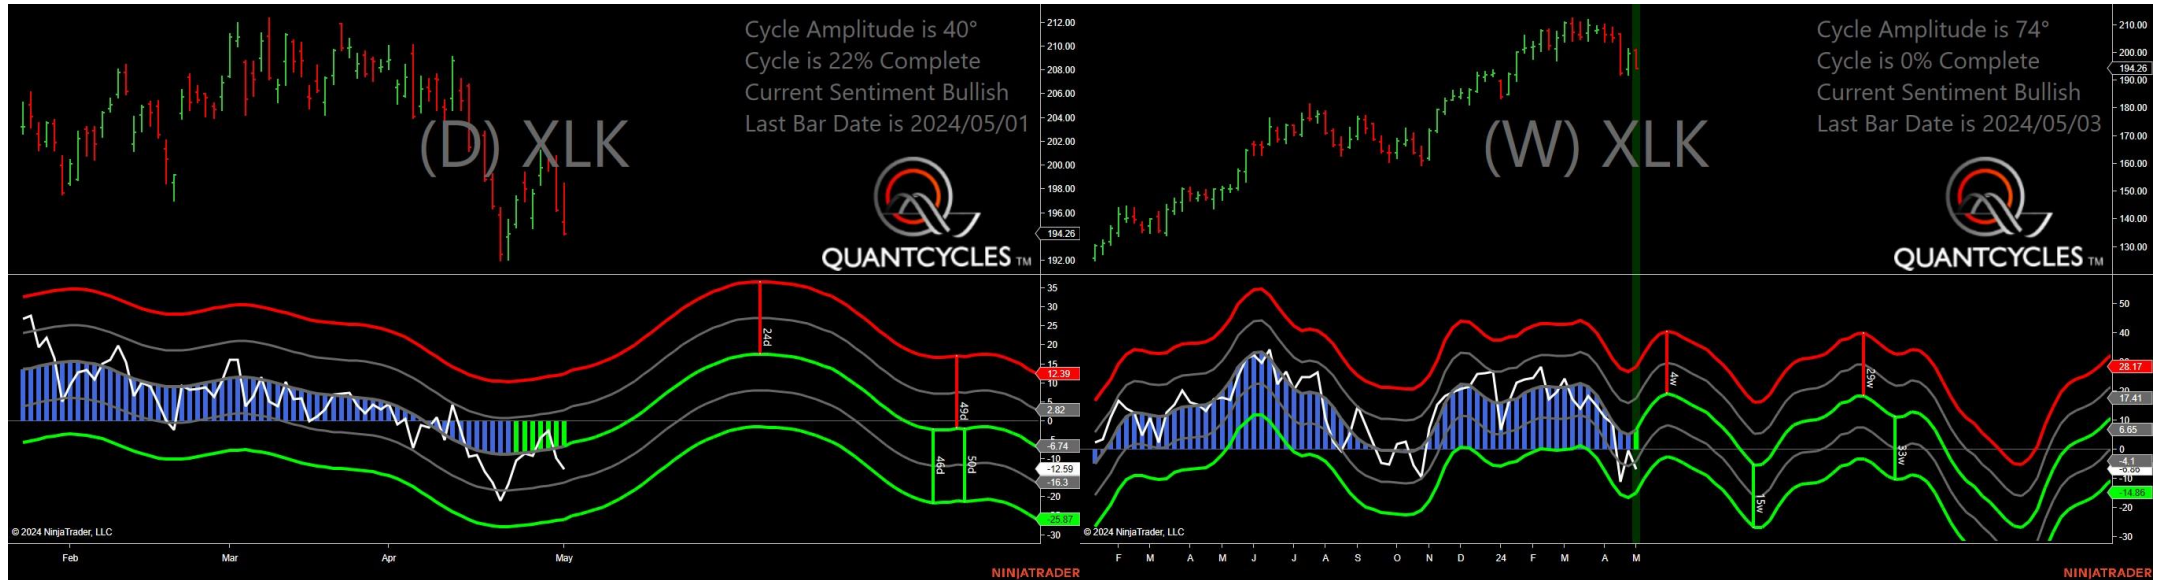 Cycle Amplitude is 40°
Cycle is 22% Complete
Current Sentiment Bullish
Last Bar Date is 2024/05/01
(D) XLK
QUANTCYCLES TM
212.00
210.00
208.00
206.00
204.00
202.00
200.00
198.00
196.00
194.26
192.00
35
30
25
20
15
12.39
10
5
2.82
0
-6.74
-10
-12.59
-16.3
-20
-25.87
-30
24d
49d
46d
50d
© 2024 NinjaTrader, LLC
Feb Mar Apr May
NINJATRADER
Cycle Amplitude is 74°
Cycle is 0% Complete
Current Sentiment Bullish
Last Bar Date is 2024/05/03
(W) XLK
QUANTCYCLES TM
210.00
200.00
194.26
190.00
180.00
170.00
160.00
150.00
140.00
130.00
50
40
28.17
20
17.41
10
6.65
0
-4.1
-10
-14.86
-20
-30
4w
29w
15w
33w
© 2024 NinjaTrader, LLC
F M A M J J A S O N D 24 F M A M
NINJATRADER